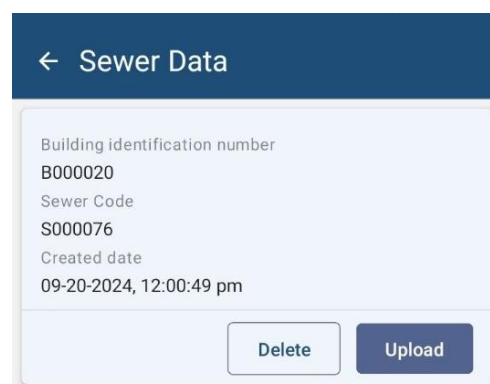 ← Sewer Data
Building identification number
B000020
Sewer Code
S000076
Created date
09-20-2024, 12:00:49 pm
Delete Upload